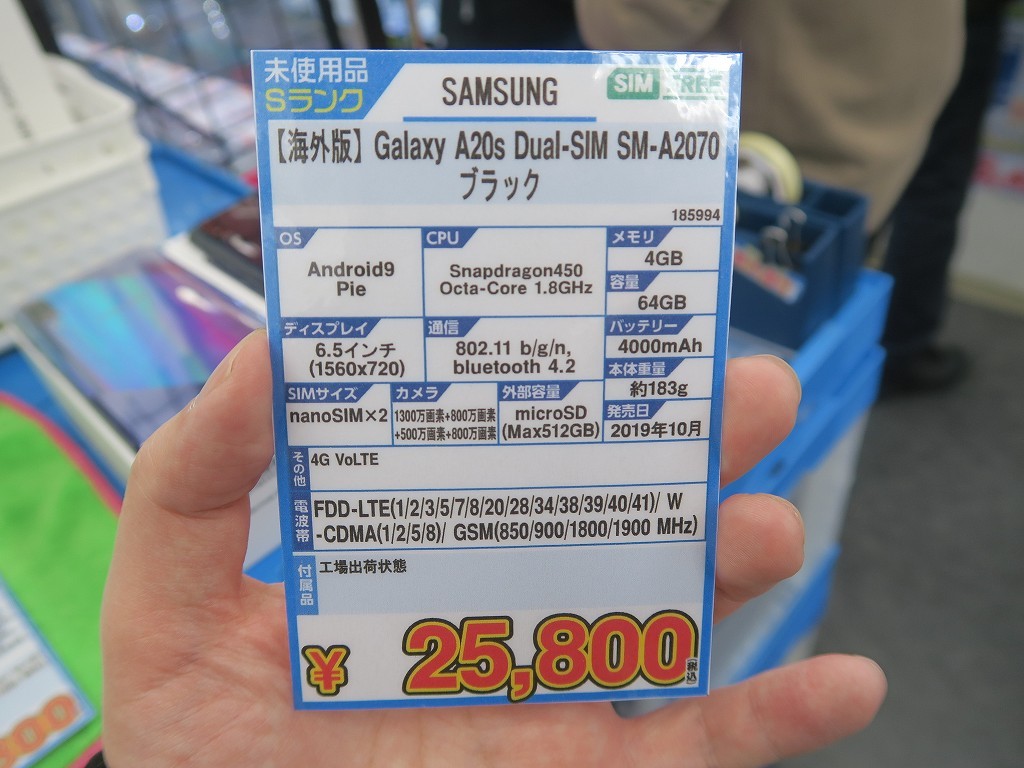 未使用品
Sランク
SAMSUNG
SIM FREE
【海外版】Galaxy A20s Dual-SIM SM-A2070
ブラック
185994
OS
Android9
Pie
CPU
Snapdragon450
Octa-Core 1.8GHz
メモリ
4GB
容量
64GB
ディスプレイ
6.5インチ
(1560x720)
通信
802.11 b/g/n,
bluetooth 4.2
バッテリー
4000mAh
本体重量
約183g
SIMサイズ
nanoSIM×2
カメラ
1300万画素+800万画素
+500万画素+800万画素
外部容量
microSD
(Max512GB)
発売日
2019年10月
その他
4G VoLTE
電波帯
FDD-LTE(1/2/3/5/7/8/20/28/34/38/39/40/41)/ W
-CDMA(1/2/5/8)/ GSM(850/900/1800/1900 MHz)
付属品
工場出荷状態
¥25,800(税込)